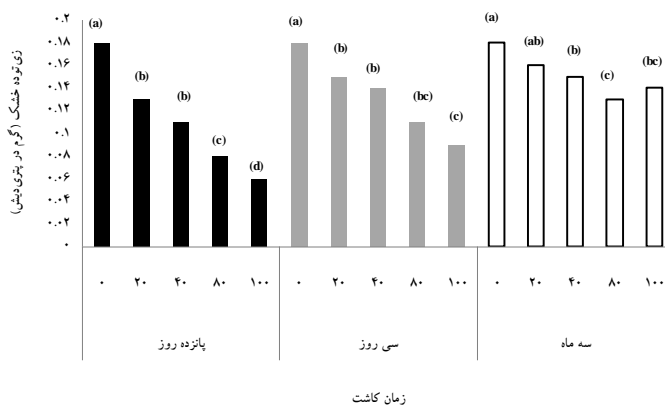 زی توده خشک (گرم در پتری دیش)
۰.۲
۰.۱۸
۰.۱۶
۰.۱۴
۰.۱۲
۰.۱
۰.۰۸
۰.۰۶
۰.۰۴
۰.۰۲
۰
(a) (b) (b) (c) (d) (a) (b) (b) (bc) (c) (a) (ab) (b) (c) (bc)
۰ ۲۰ ۴۰ ۸۰ ۱۰۰ ۰ ۲۰ ۴۰ ۸۰ ۱۰۰ ۰ ۲۰ ۴۰ ۸۰ ۱۰۰
پانزده روز سی روز سه ماه
زمان کاشت